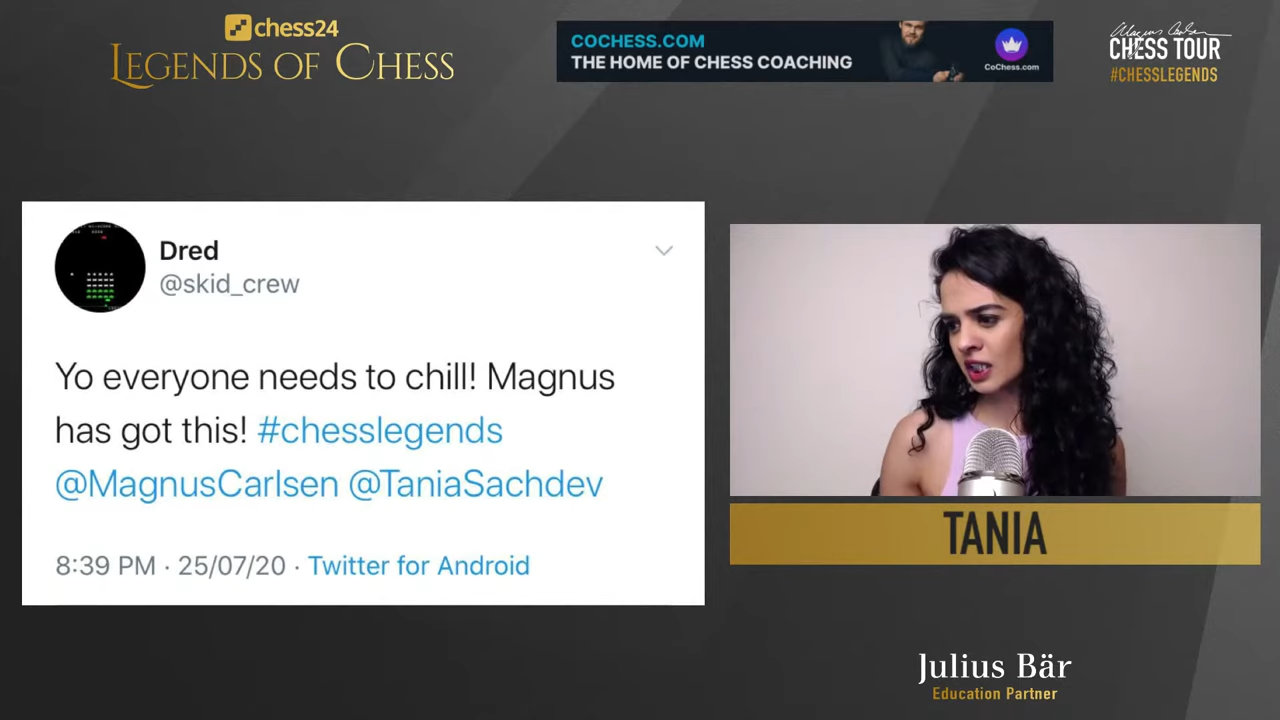 chess24
LEGENDS OF CHESS
COCHESS.COM
THE HOME OF CHESS COACHING
CoChess.com
Magnus Carlsen
CHESS TOUR
#CHESSLEGENDS
Dred
@skid_crew
Yo everyone needs to chill! Magnus
has got this! #chesslegends
@MagnusCarlsen @TaniaSachdev
8:39 PM · 25/07/20 · Twitter for Android
TANIA
Julius Bär
Education Partner